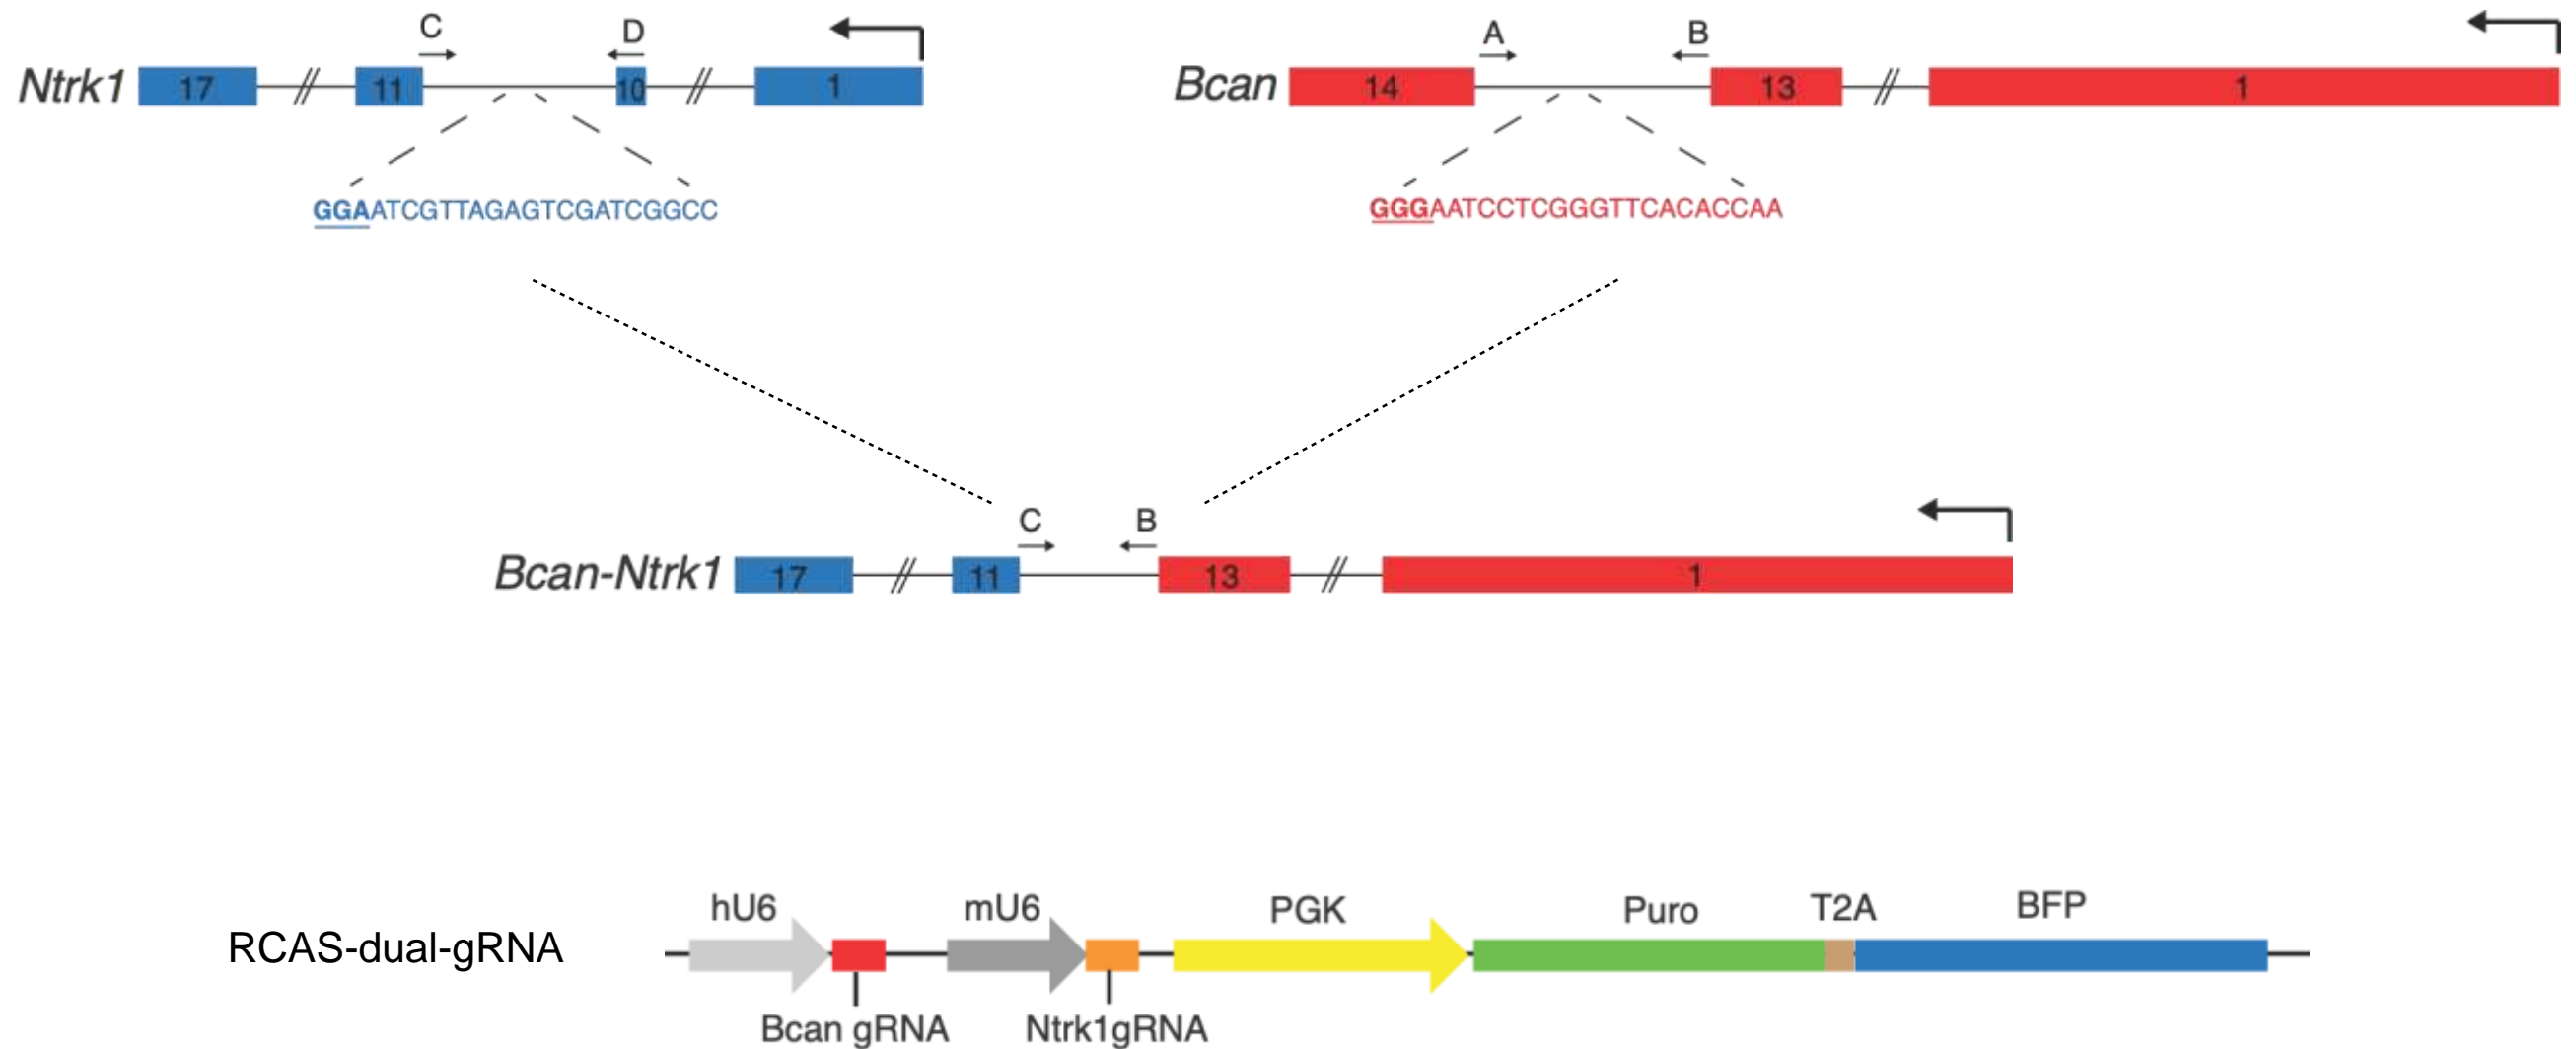 C D A B
Ntrk1 17 11 10 1 Bcan 14 13 1
GGAATCGTTAGAGTCGATCGGCC GGGAATCCTCGGGTTCACACCAA
C B
Bcan-Ntrk1 17 11 13 1
hU6 mU6 PGK Puro T2A BFP
RCAS-dual-gRNA
Bcan gRNA Ntrk1gRNA